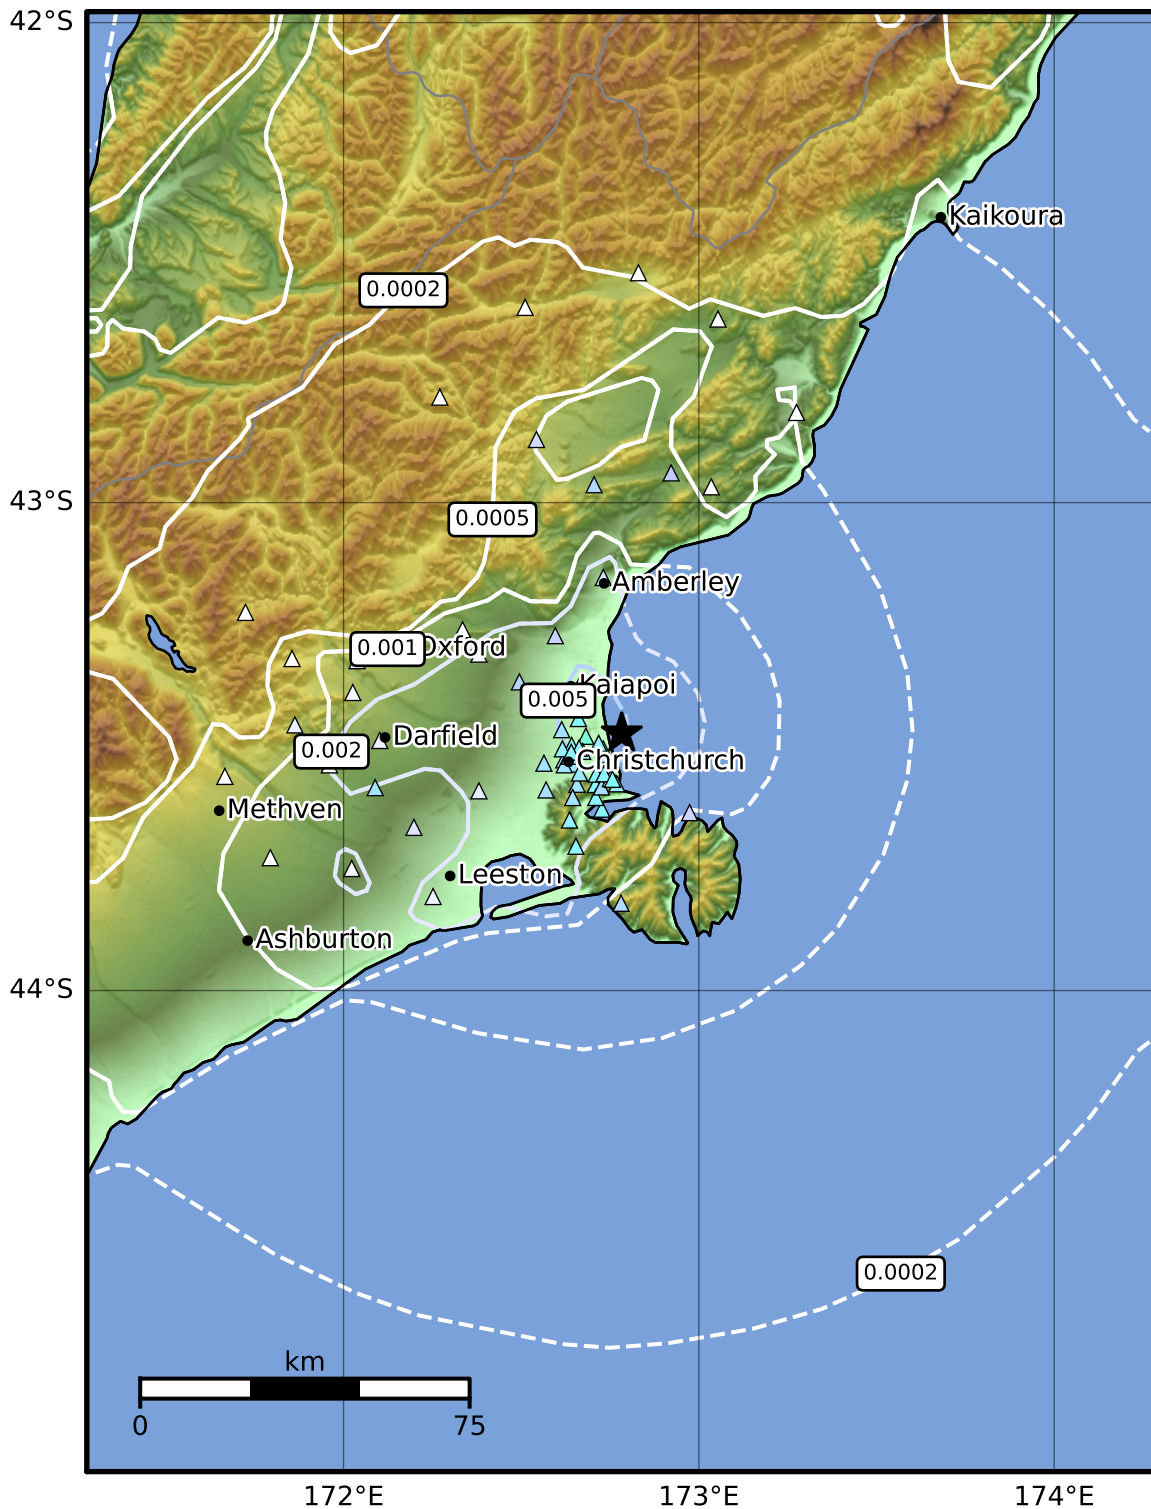 42°S
Kaikoura
0.0002
43°S
0.0005
Amberley
0.001
Oxford
Kaiapoi
0.005
Darfield
0.002
Christchurch
Methven
Leeston
Ashburton
44°S
0.0002
km
0
75
172°E
173°E
174°E